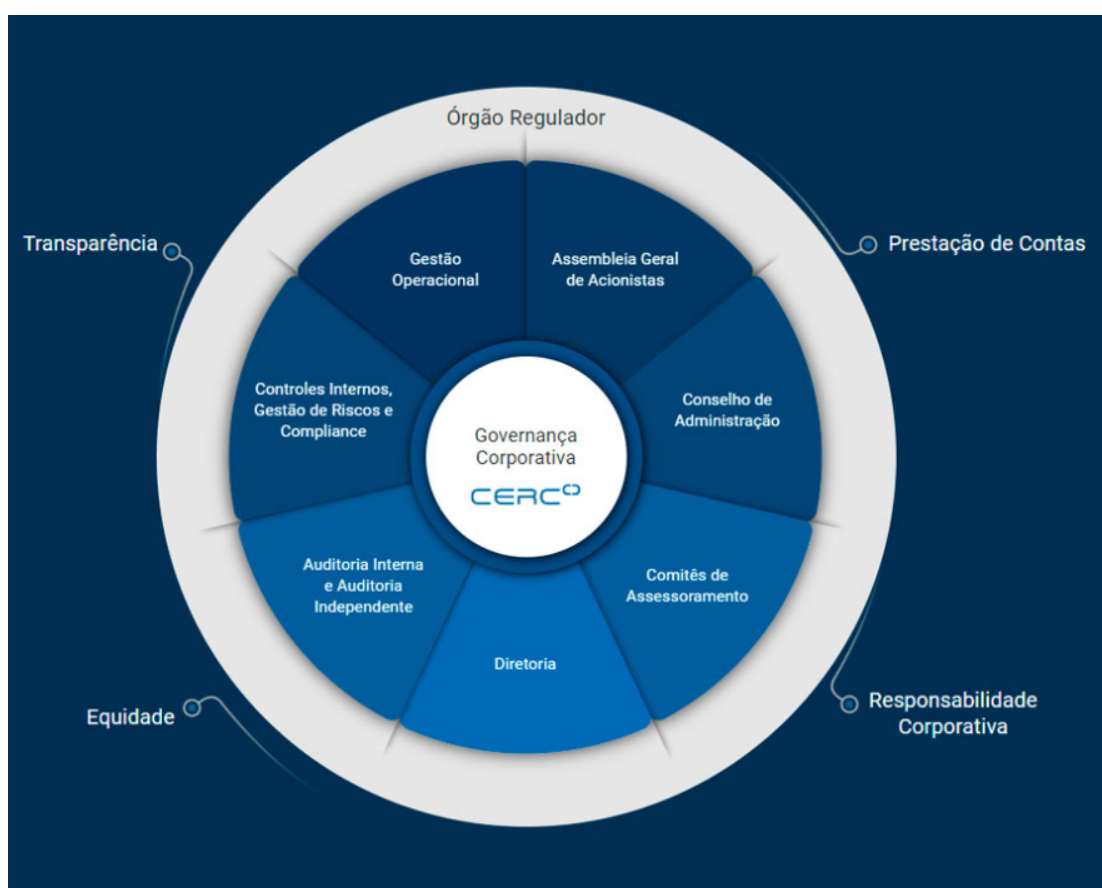 Órgão Regulador
Transparência
Prestação de Contas
Gestão
Operacional
Assembleia Geral
de Acionistas
Controles Internos,
Gestão de Riscos e
Compliance
Conselho de
Administração
Governança
Corporativa
CERC
Auditoria Interna
e Auditoria
Independente
Comitês de
Assessoramento
Diretoria
Equidade
Responsabilidade
Corporativa